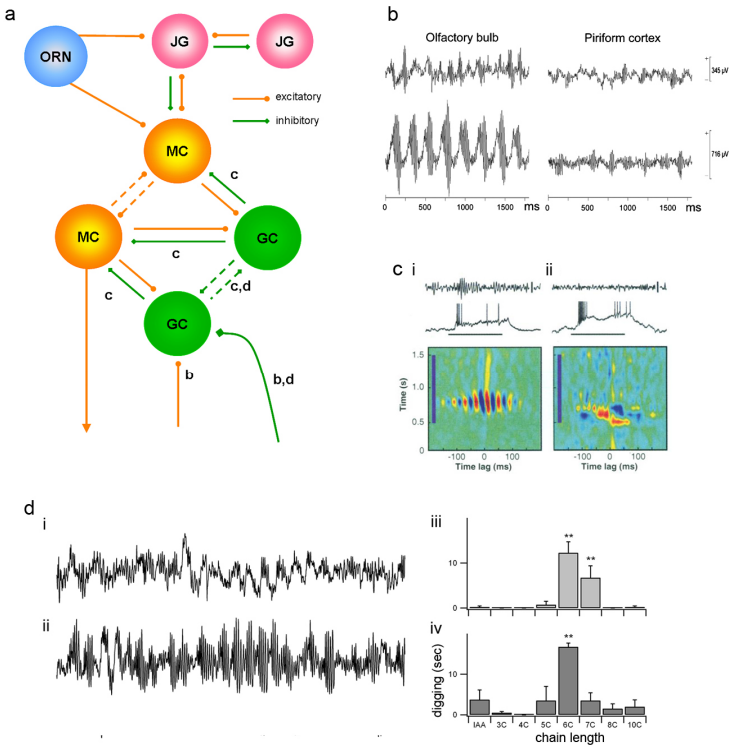 a
ORN
JG
JG
excitatory
inhibitory
MC
c
MC
GC
c
c
c,d
GC
b
b,d
b
Olfactory bulb
Piriform cortex
+
345 µV
−
+
716 µV
−
0 500 1000 1500 ms
0 500 1000 1500 ms
c
i
ii
Time (s)
1.5
1.0
0.5
0
-100 0 100
-100 0 100
Time lag (ms)
Time lag (ms)
d
i
ii
iii
10
0
**
**
iv
digging (sec)
10
0
**
IAA 3C 4C 5C 6C 7C 8C 10C
chain length